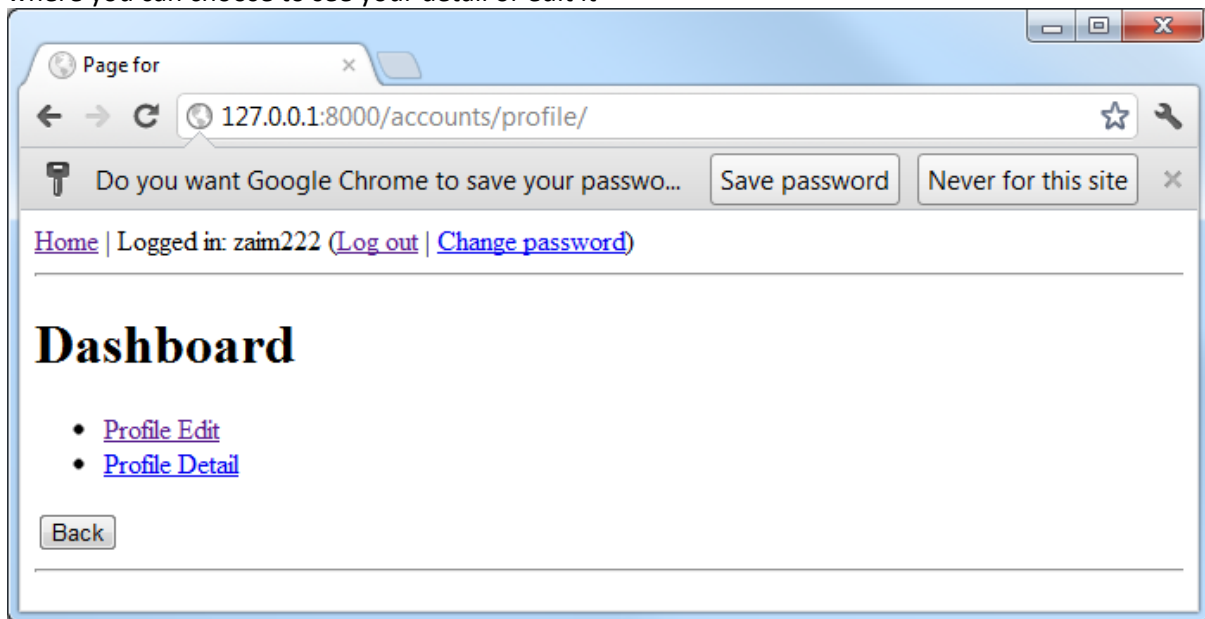 where you can choose to see your detail or edit it
Page for
127.0.0.1:8000/accounts/profile/
Do you want Google Chrome to save your passwo... Save password Never for this site
Home | Logged in: zaim222 (Log out | Change password)
Dashboard
Profile Edit
Profile Detail
Back